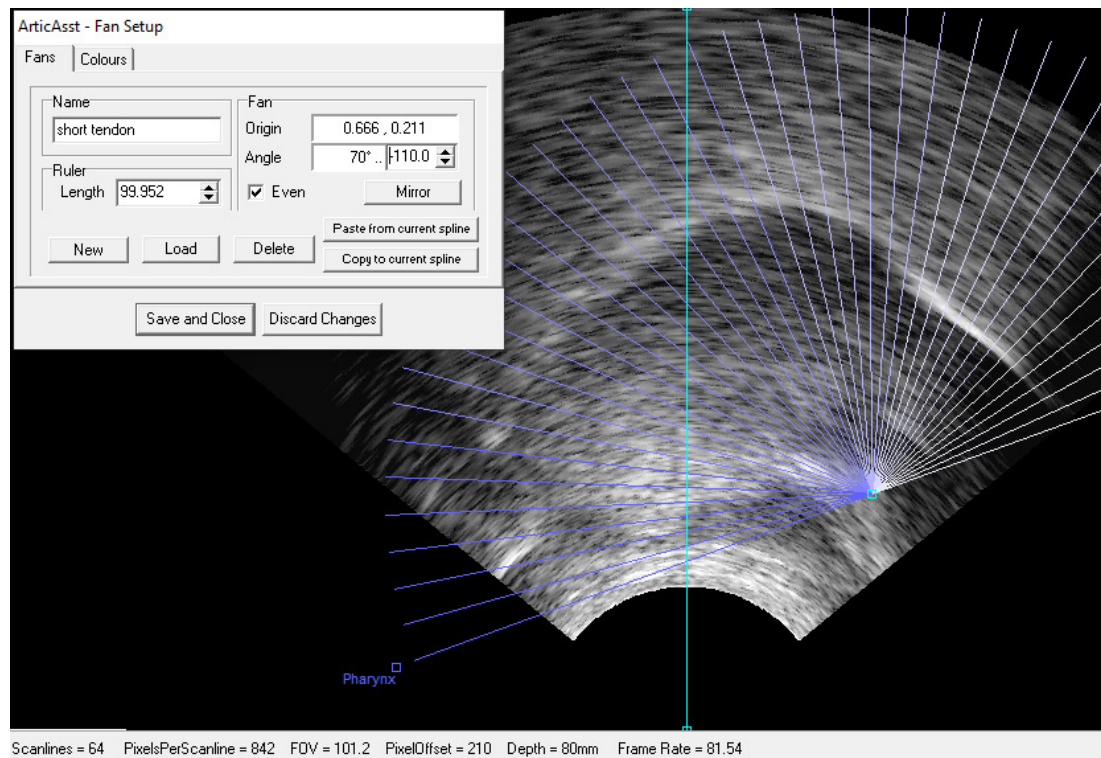 ArticAsst - Fan Setup
Fans Colours
Name Fan
short tendon Origin 0.666 , 0.211
Angle 70° .. -110.0
Ruler
Length 99.952 Even Mirror
Paste from current spline
New Load Delete
Copy to current spline
Save and Close Discard Changes
Pharynx
Scanlines = 64 PixelsPerScanline = 842 FOV = 101.2 PixelOffset = 210 Depth = 80mm Frame Rate = 81.54